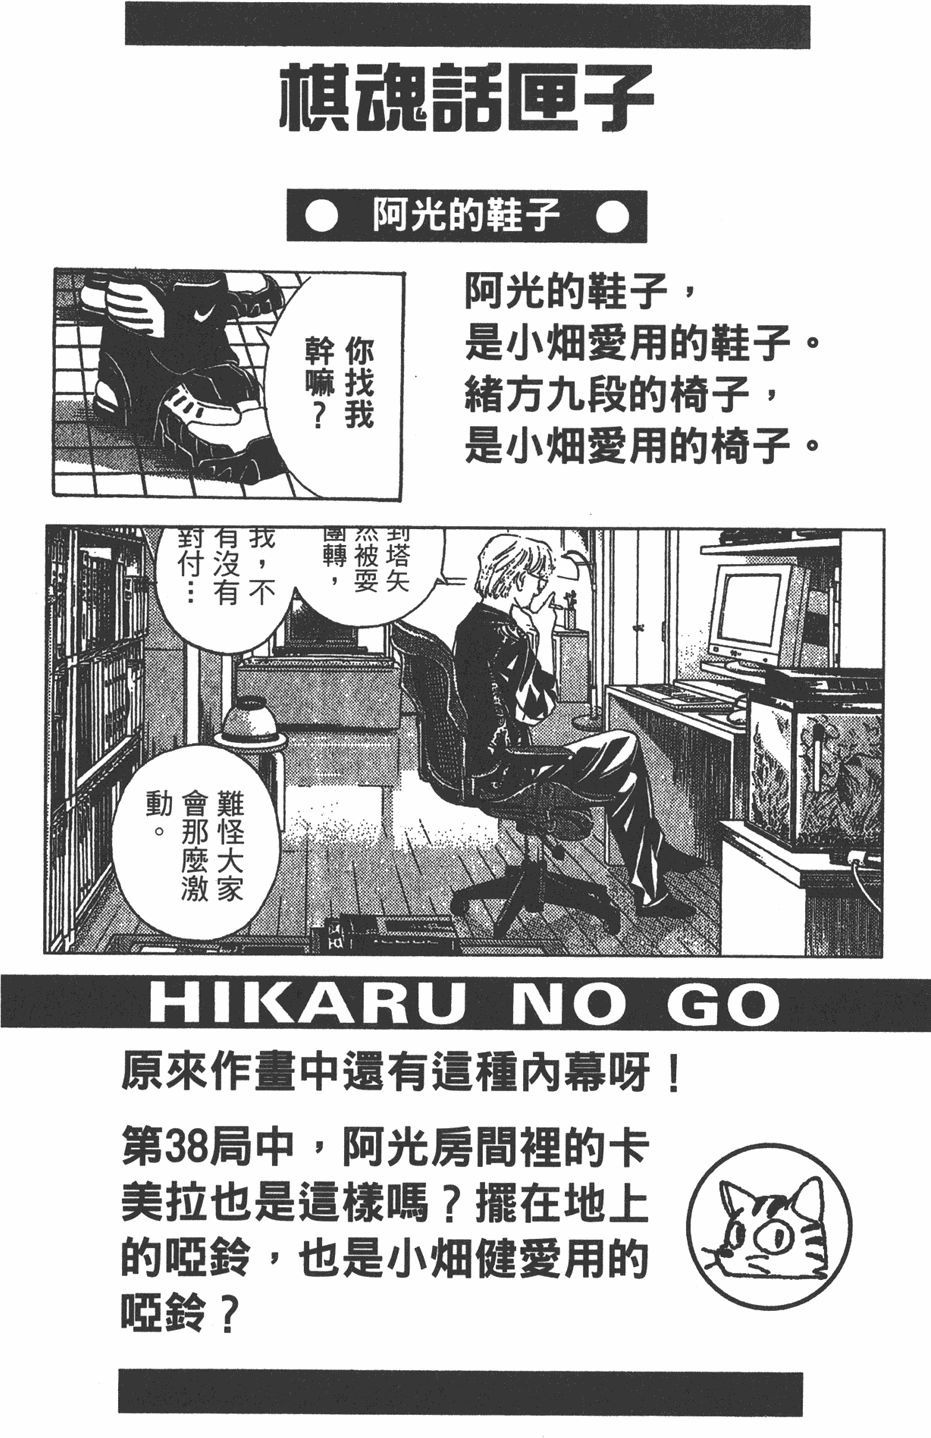 棋魂話匣子
● 阿光的鞋子 ●
阿光的鞋子，
是小畑愛用的鞋子。
緒方九段的椅子，
是小畑愛用的椅子。
你找我
幹嘛？
到塔矢
然被耍
團轉，
我，不
有沒有
對付…
難怪大家
會那麼激
動。
HIKARU NO GO
原來作畫中還有這種內幕呀！
第38局中，阿光房間裡的卡
美拉也是這樣嗎？擺在地上
的啞鈴，也是小畑健愛用的
啞鈴？